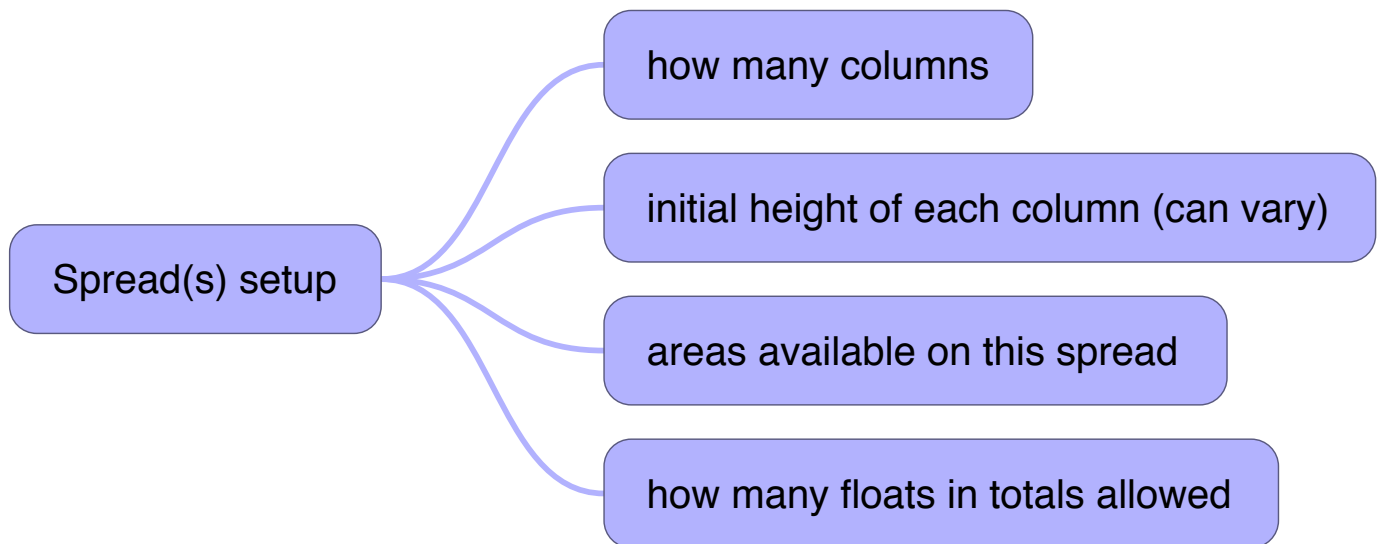 how many columns
initial height of each column (can vary)
Spread(s) setup
areas available on this spread
how many floats in totals allowed